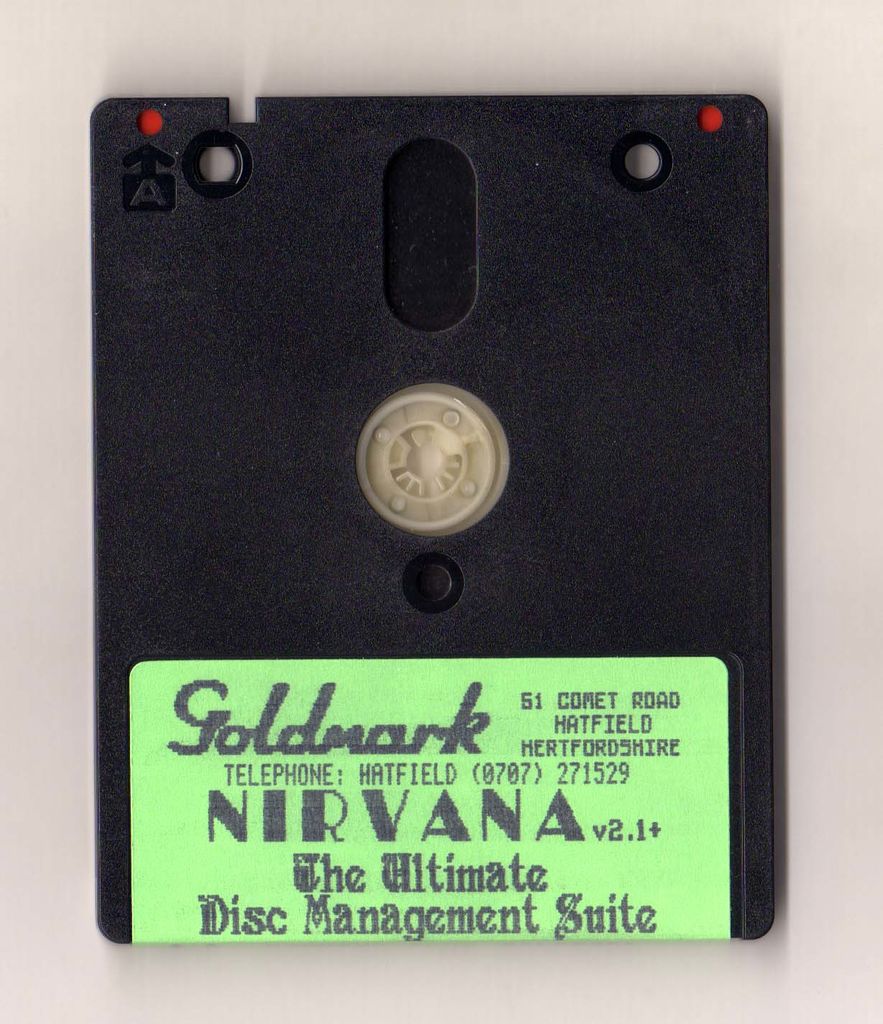 A
Goldmark
51 COMET ROAD
HATFIELD
HERTFORDSHIRE
TELEPHONE: HATFIELD (0707) 271529
NIRVANA v2.1+
The Ultimate
Disc Management Suite